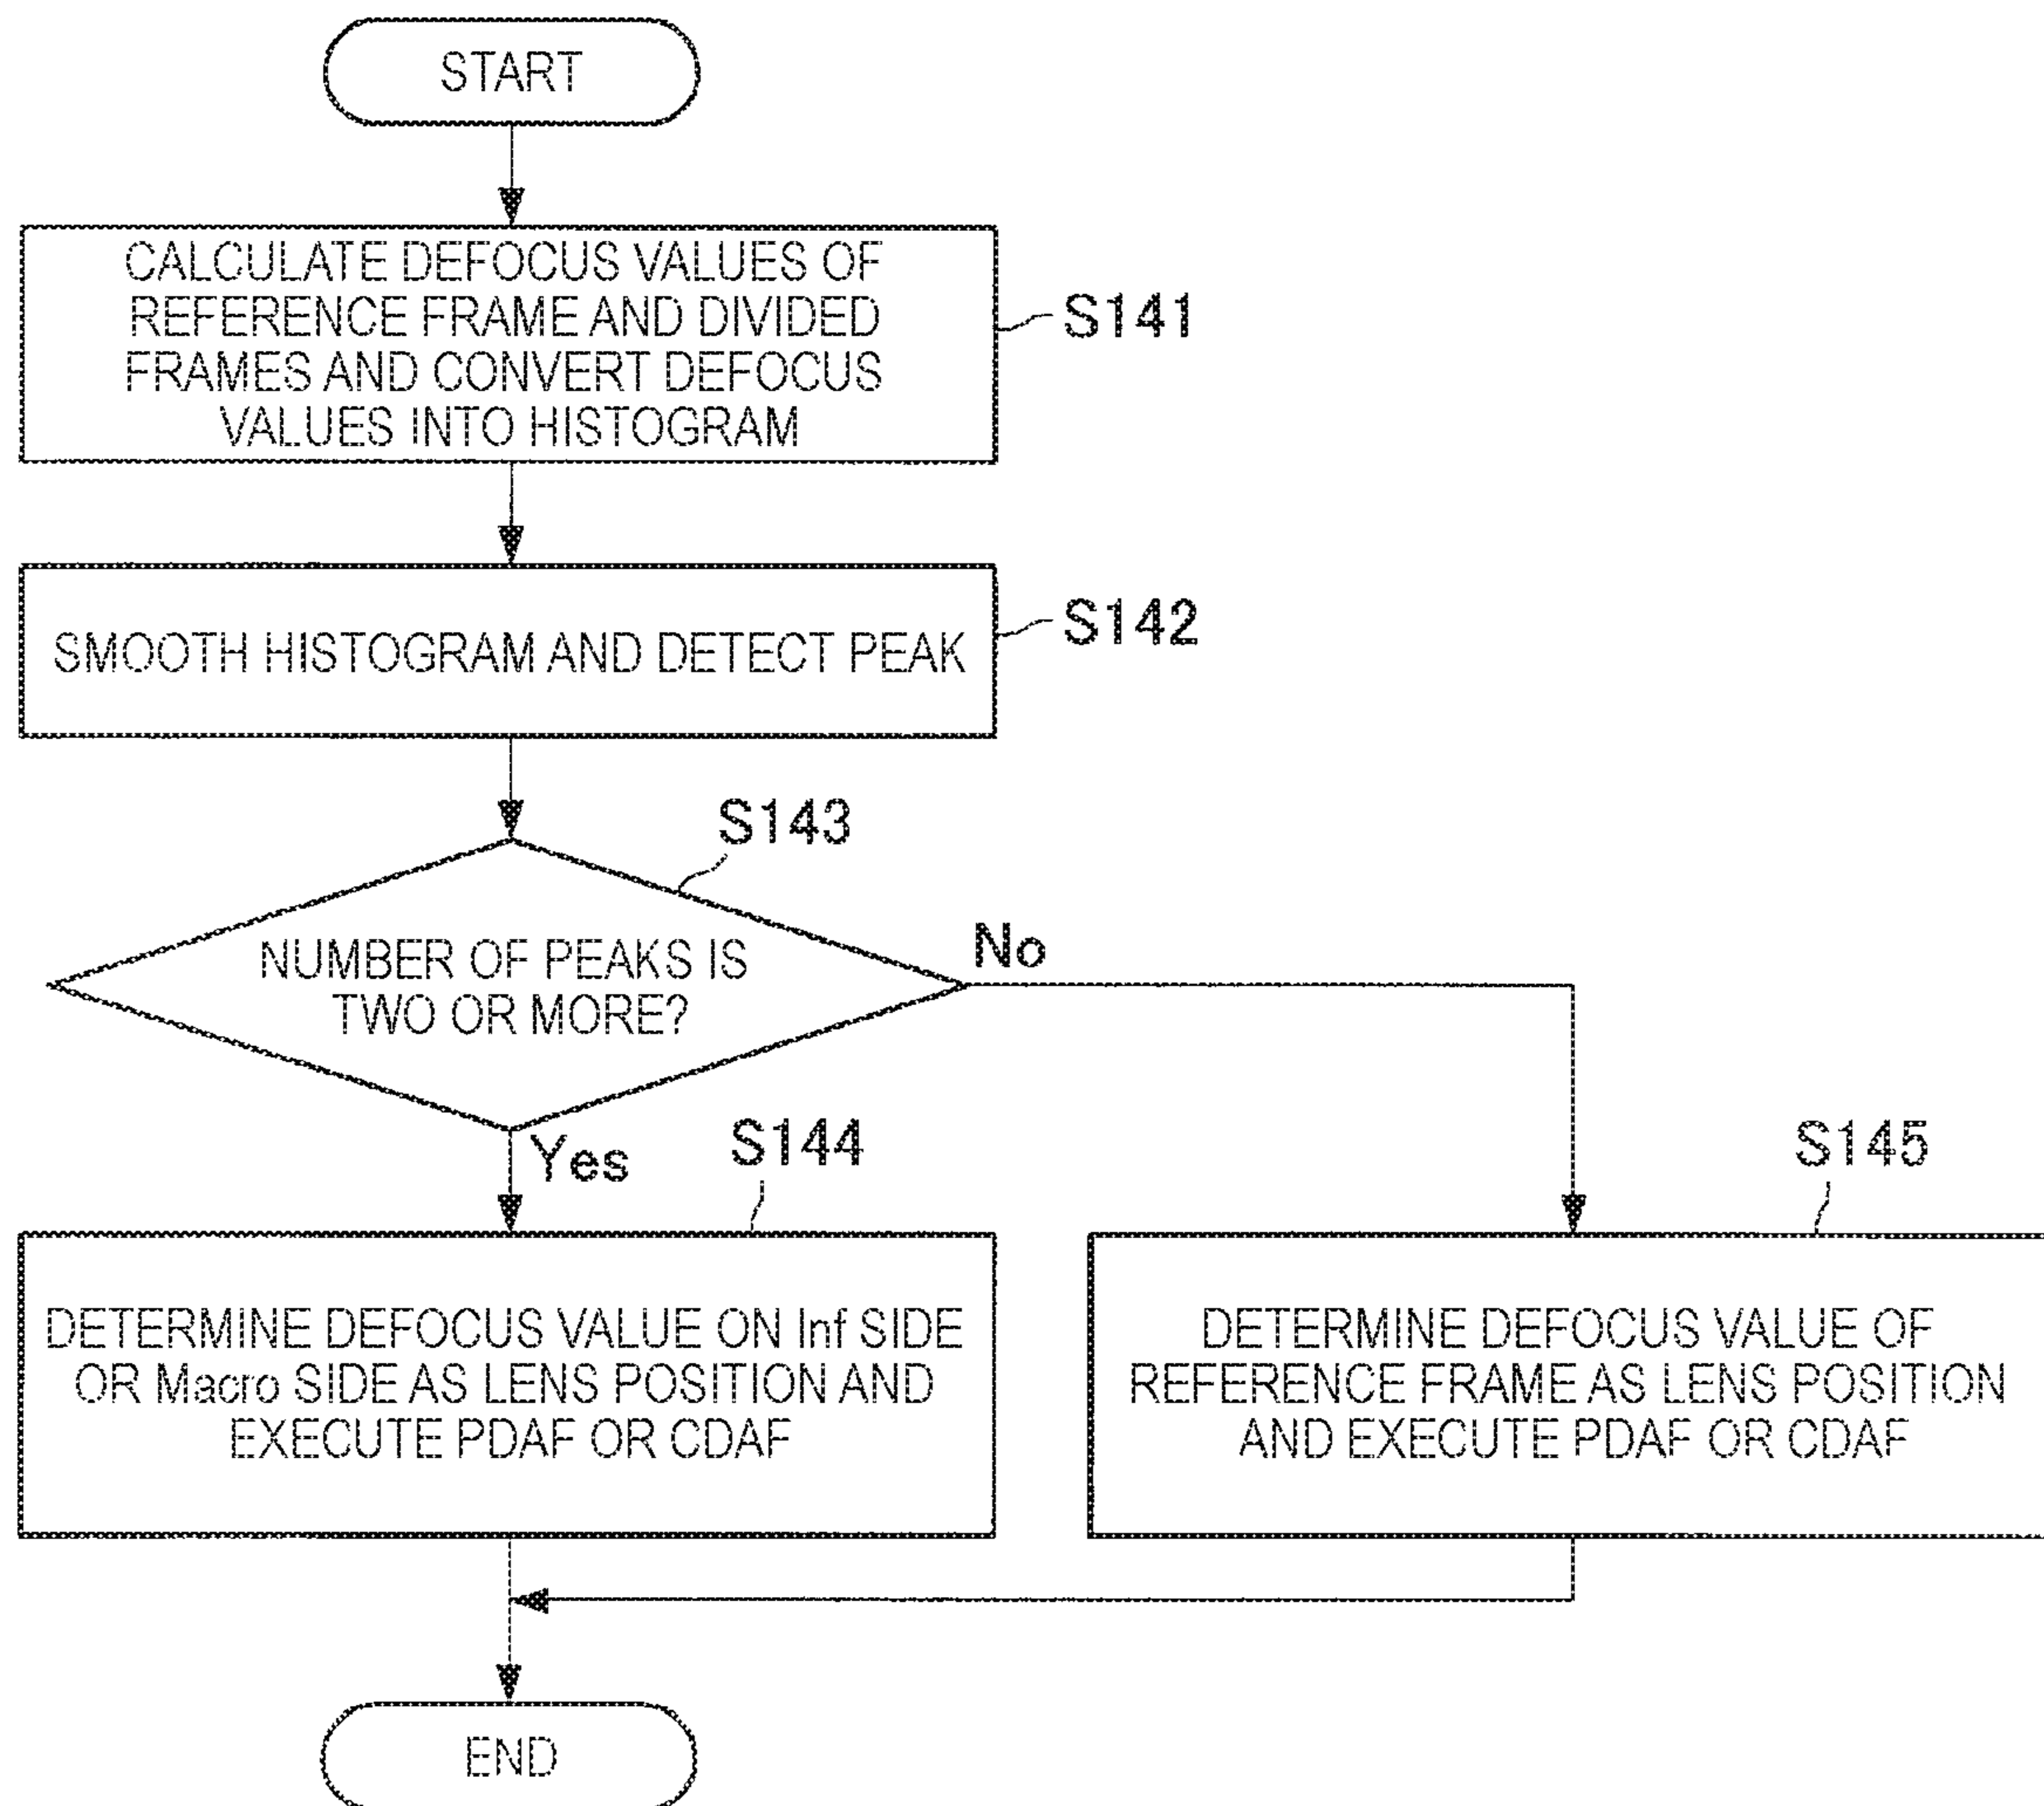 START
CALCULATE DEFOCUS VALUES OF
REFERENCE FRAME AND DIVIDED
FRAMES AND CONVERT DEFOCUS
VALUES INTO HISTOGRAM
S141
SMOOTH HISTOGRAM AND DETECT PEAK
S142
S143
NUMBER OF PEAKS IS
TWO OR MORE?
No
Yes
S144
DETERMINE DEFOCUS VALUE ON Inf SIDE
OR Macro SIDE AS LENS POSITION AND
EXECUTE PDAF OR CDAF
S145
DETERMINE DEFOCUS VALUE OF
REFERENCE FRAME AS LENS POSITION
AND EXECUTE PDAF OR CDAF
END